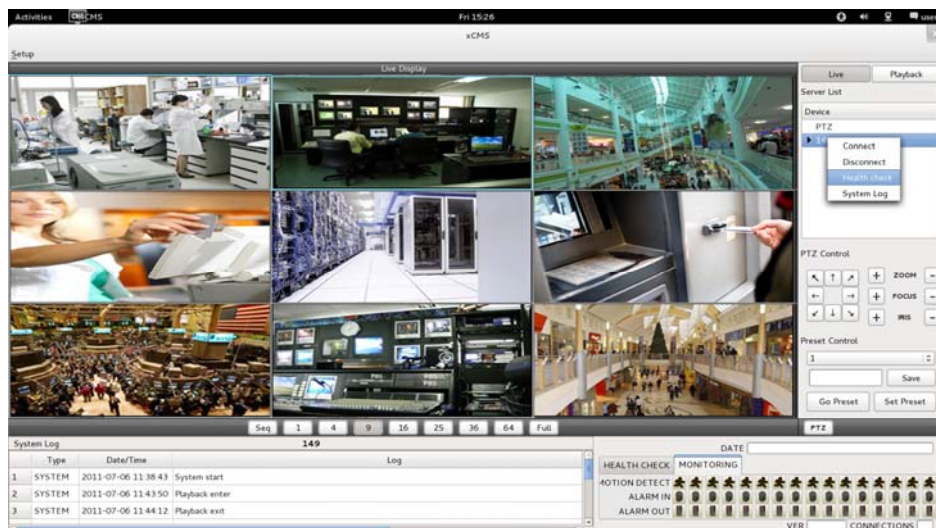 Activities CMS xCMS Fri 15:26 user
xCMS
Setup
Live Display
Live Playback
Server List
Device
PTZ
Connect
Disconnect
Health check
System Log
PTZ Control
+ ZOOM -
+ FOCUS -
+ IRIS -
Preset Control
1
Save
Go Preset Set Preset
Seq 1 4 9 16 25 36 64 Full PTZ
System Log 149
Type Date/Time Log
1 SYSTEM 2011-07-06 11:38:43 System start
2 SYSTEM 2011-07-06 11:43:50 Playback enter
3 SYSTEM 2011-07-06 11:44:12 Playback exit
DATE
HEALTH CHECK MONITORING
MOTION DETECT
ALARM IN
ALARM OUT
VER CONNECTIONS